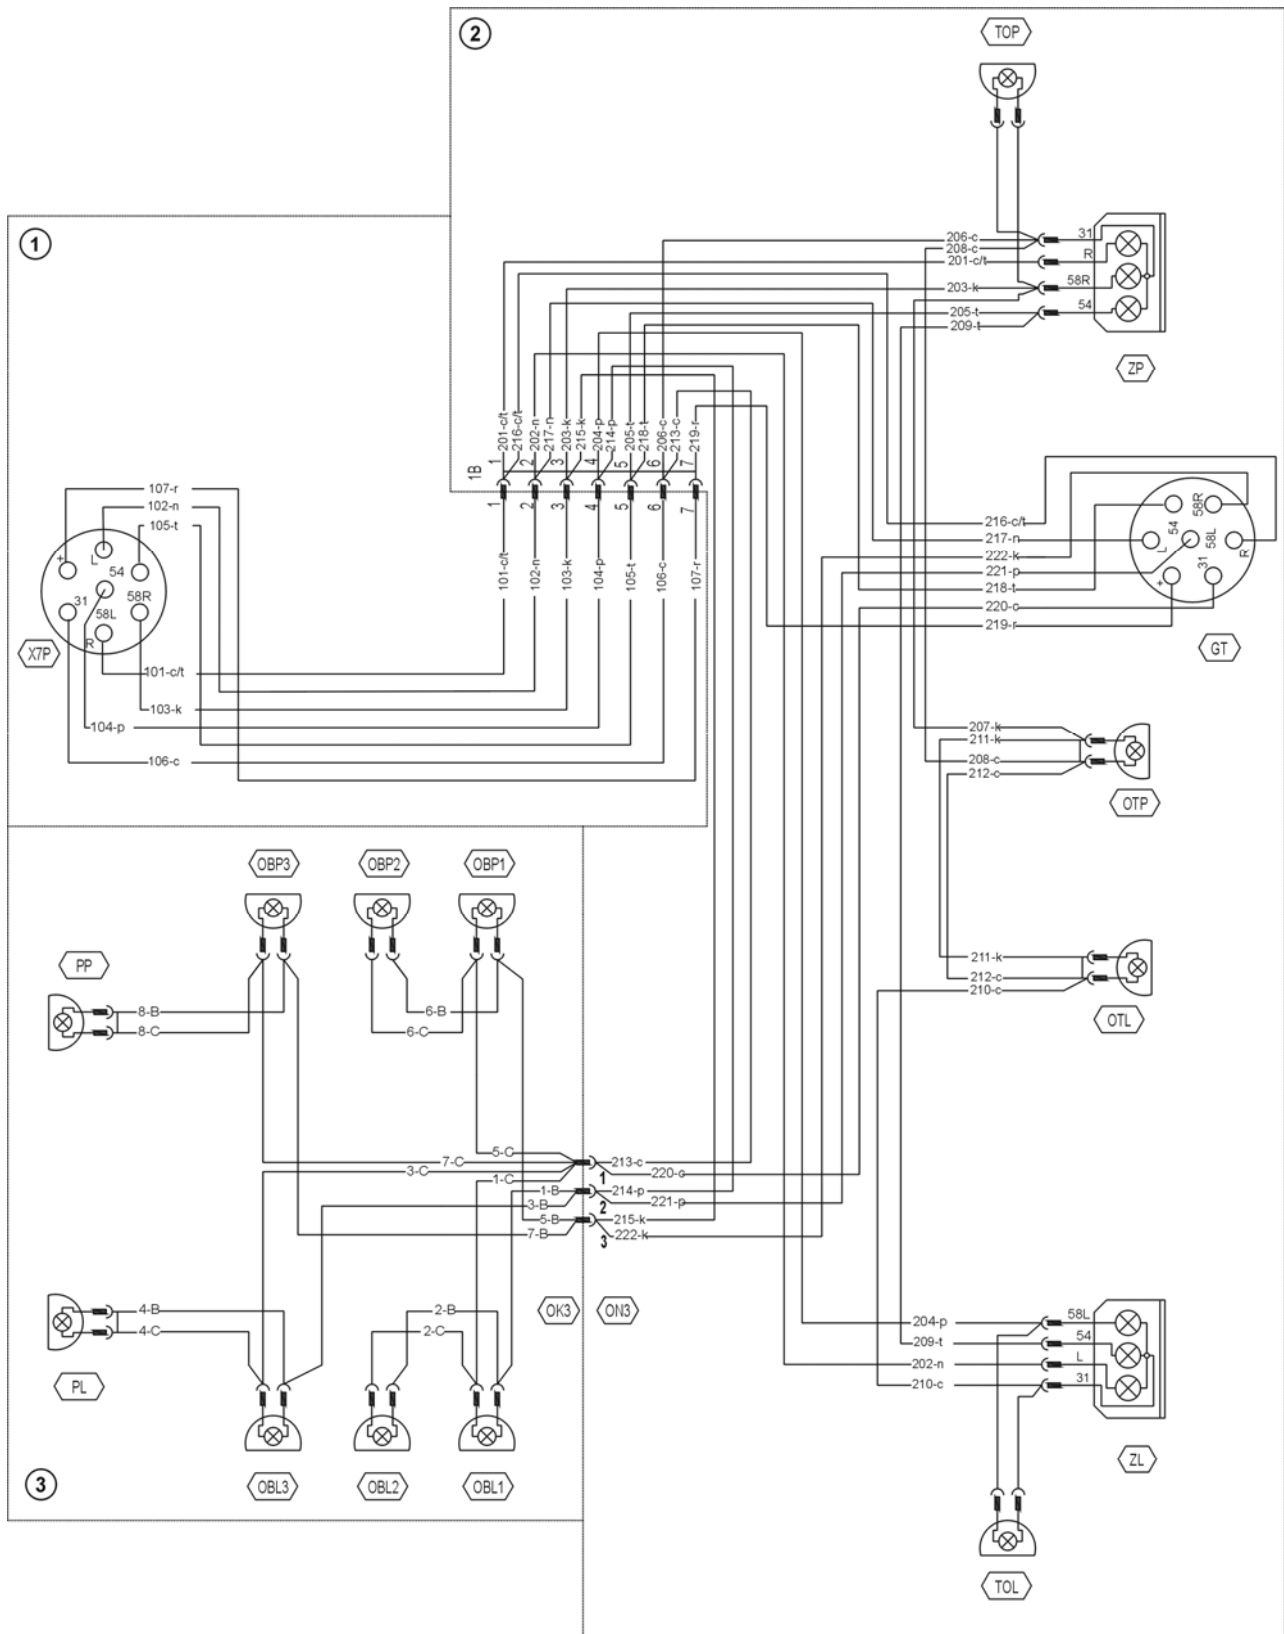 2
TOP
1
206-c
208-c
201-c/t
203-k
205-t
209-t
31
R
58R
54
ZP
201-c/t
216-c/t
202-n
217-n
203-k
215-k
204-p
214-p
205-t
218-t
206-c
213-c
219-r
1B
1 2 3 4 5 6 7
1 2 3 4 5 6 7
101-c/t
102-n
103-k
104-p
105-t
106-c
107-r
107-r
102-n
105-t
+
L
54
31
58R
58L
R
X7P
101-c/t
103-k
104-p
106-c
216-c/t
217-n
222-k
221-p
218-t
220-c
219-r
54
58R
L
58L
R
+
31
GT
207-k
211-k
208-c
212-c
OTP
211-k
212-c
210-c
OTL
OBP3
OBP2
OBP1
PP
8-B
8-C
6-B
6-C
5-C
7-C
3-C
1-C
1-B
3-B
5-B
7-B
213-c
1
220-c
214-p
221-p
2
215-k
222-k
3
OK3
ON3
4-B
4-C
2-B
2-C
PL
OBL3
OBL2
OBL1
3
204-p
209-t
202-n
210-c
58L
54
L
31
ZL
TOL